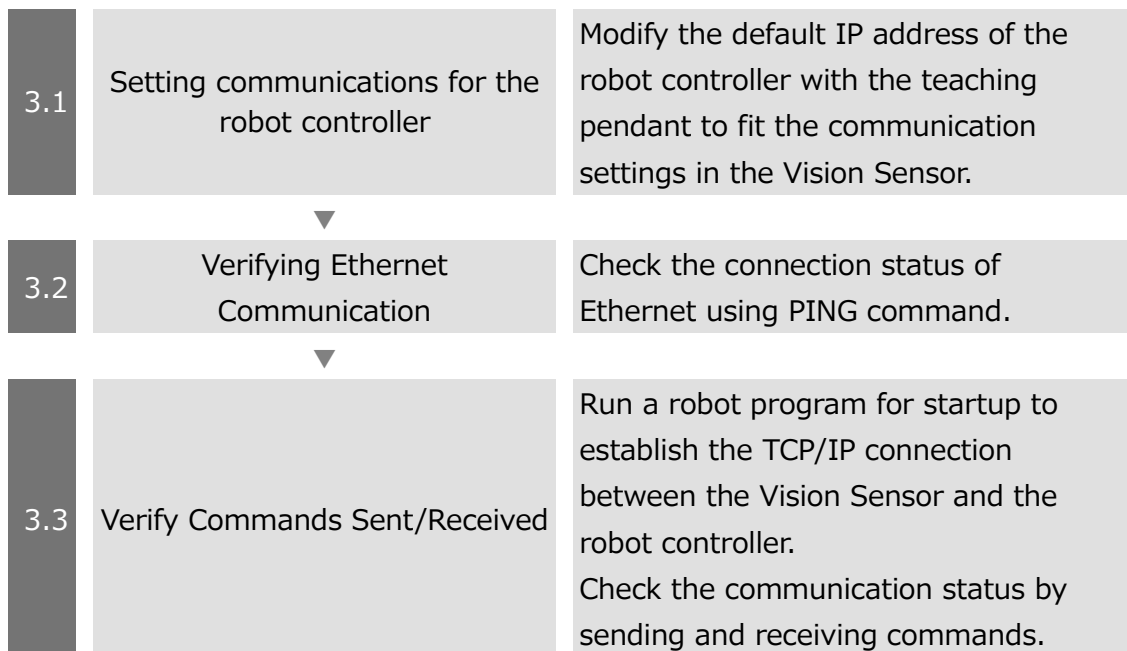 3.1
Setting communications for the
robot controller
Modify the default IP address of the
robot controller with the teaching
pendant to fit the communication
settings in the Vision Sensor.
3.2
Verifying Ethernet
Communication
Check the connection status of
Ethernet using PING command.
3.3
Verify Commands Sent/Received
Run a robot program for startup to
establish the TCP/IP connection
between the Vision Sensor and the
robot controller.
Check the communication status by
sending and receiving commands.